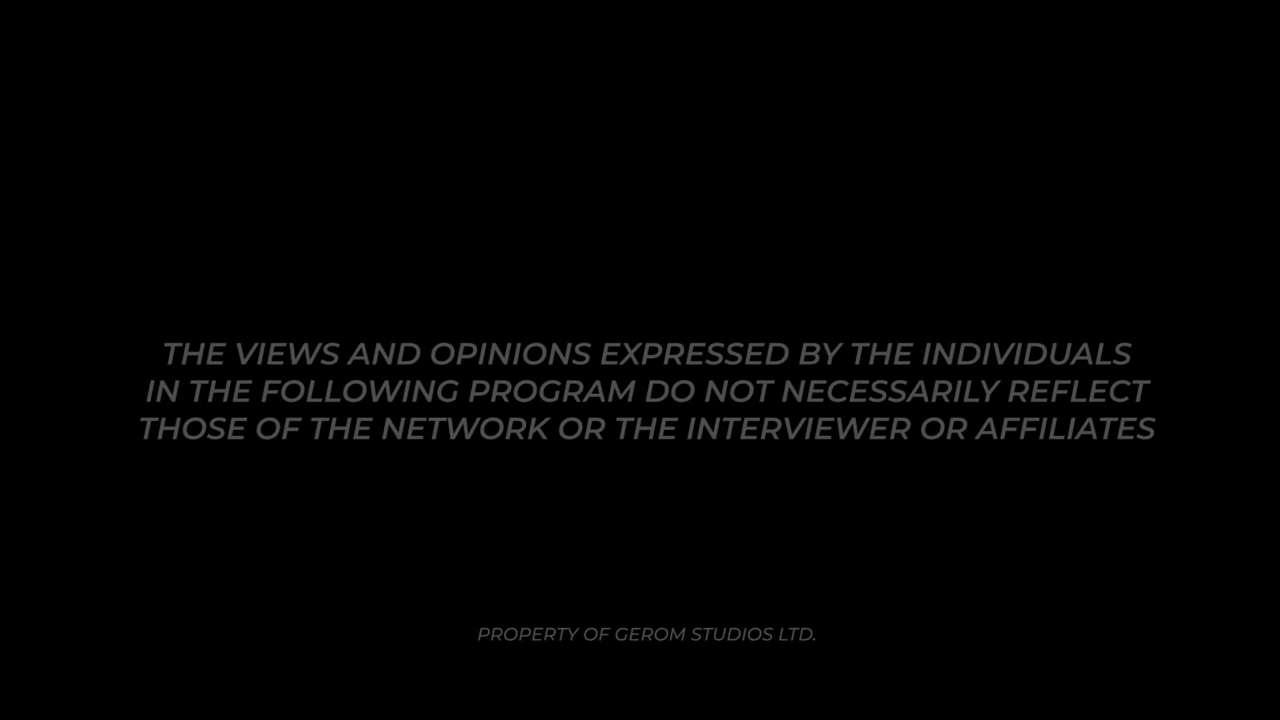 THE VIEWS AND OPINIONS EXPRESSED BY THE INDIVIDUALS
IN THE FOLLOWING PROGRAM DO NOT NECESSARILY REFLECT
THOSE OF THE NETWORK OR THE INTERVIEWER OR AFFILIATES
PROPERTY OF GEROM STUDIOS LTD.